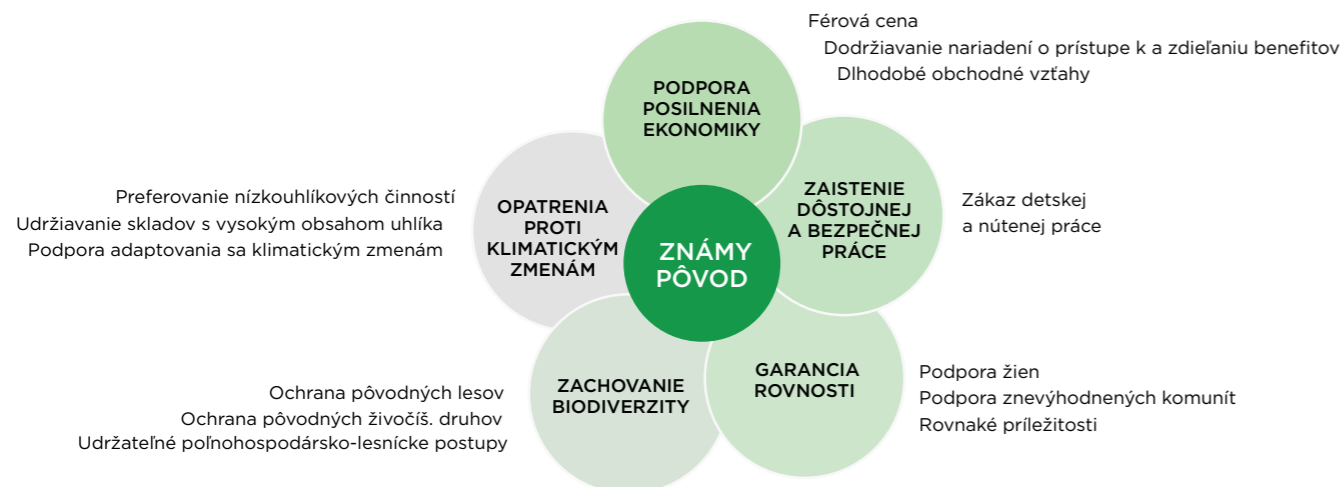 Férová cena
Dodržiavanie nariadení o prístupe k a zdieľaniu benefitov
Dlhodobé obchodné vzťahy
PODPORA
POSILNENIA
EKONOMIKY
ZAISTENIE
DÔSTOJNEJ
A BEZPEČNEJ
PRÁCE
Zákaz detskej
a nútenej práce
Preferovanie nízkouhlíkových činností
Udržiavanie skladov s vysokým obsahom uhlíka
Podpora adaptovania sa klimatickým zmenám
OPATRENIA
PROTI
KLIMATICKÝM
ZMENÁM
ZNÁMY
PÔVOD
GARANCIA
ROVNOSTI
Podpora žien
Podpora znevýhodnených komunít
Rovnaké príležitosti
ZACHOVANIE
BIODIVERZITY
Ochrana pôvodných lesov
Ochrana pôvodných živočíš. druhov
Udržateľné poľnohospodársko-lesnícke postupy